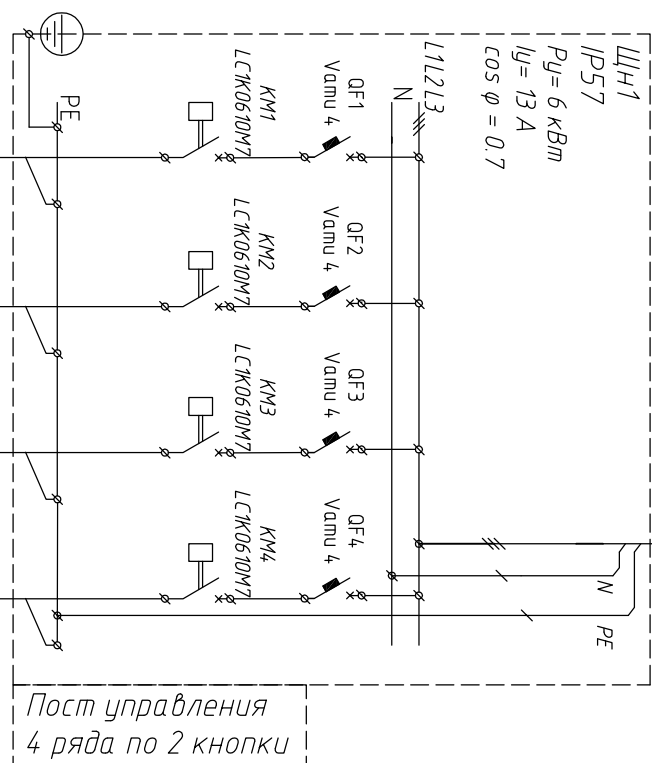 ЩН1
IP57
Ру= 6 кВт
Iу= 13 А
cos φ = 0.7
L1L2L3
N
QF1
Vamu 4
KM1
LC1K0610M7
PE
QF2
Vamu 4
KM2
LC1K0610M7
QF3
Vamu 4
KM3
LC1K0610M7
QF4
Vamu 4
KM4
LC1K0610M7
N
PE
Пост управления
4 ряда по 2 кнопки